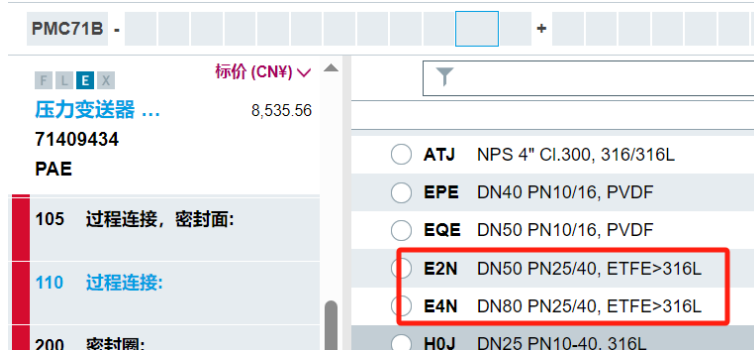 PMC71B - +
F L E X
标价 (CN¥)
压力变送器 ...
8,535.56
71409434
PAE
105 过程连接，密封面:
110 过程连接:
200 密封圈:
ATJ NPS 4" Cl.300, 316/316L
EPE DN40 PN10/16, PVDF
EQE DN50 PN10/16, PVDF
E2N DN50 PN25/40, ETFE>316L
E4N DN80 PN25/40, ETFE>316L
H0J DN25 PN10-40, 316L